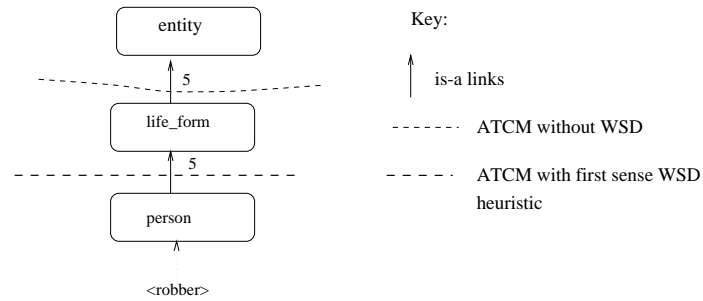 entity
5
life_form
5
person
<robber>
Key:
is-a links
ATCM without WSD
ATCM with first sense WSD
heuristic